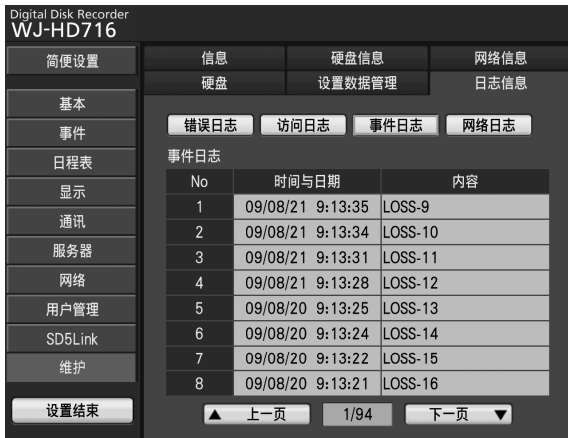 Digital Disk Recorder
WJ-HD716
简便设置
信息 硬盘信息 网络信息
硬盘 设置数据管理 日志信息
基本
事件
日程表
显示
通讯
服务器
网络
用户管理
SD5Link
维护
设置结束
错误日志 访问日志 事件日志 网络日志
事件日志
No 时间与日期 内容
1 09/08/21 9:13:35 LOSS-9
2 09/08/21 9:13:34 LOSS-10
3 09/08/21 9:13:31 LOSS-11
4 09/08/21 9:13:28 LOSS-12
5 09/08/20 9:13:25 LOSS-13
6 09/08/20 9:13:24 LOSS-14
7 09/08/20 9:13:22 LOSS-15
8 09/08/20 9:13:21 LOSS-16
▲ 上一页 1/94 下一页 ▼